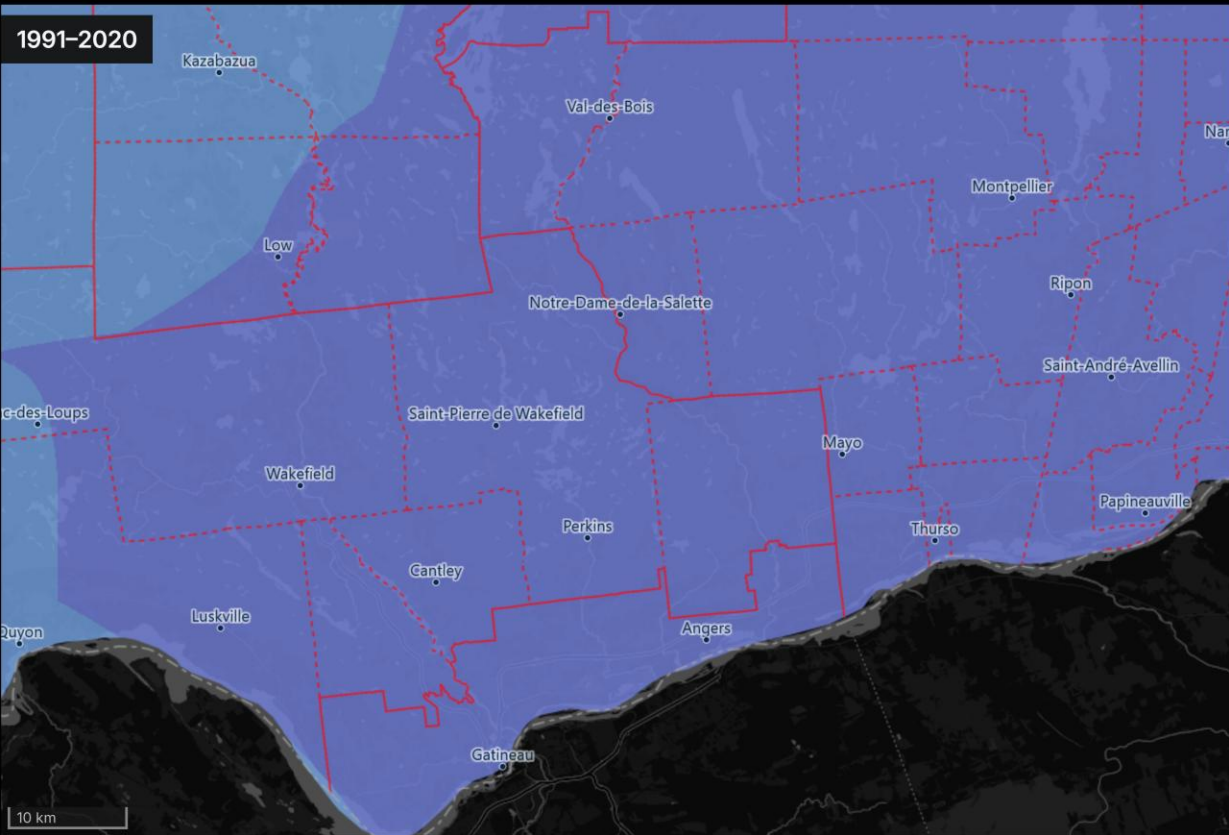 1991–2020
Kazabazua
Val-des-Bois
Montpellier
Low
Ripon
Notre-Dame-de-la-Salette
Saint-André-Avellin
c-des-Loups
Saint-Pierre de Wakefield
Mayo
Wakefield
Papineauville
Perkins
Thurso
Cantley
Luskville
Angers
Quyon
Gatineau
10 km